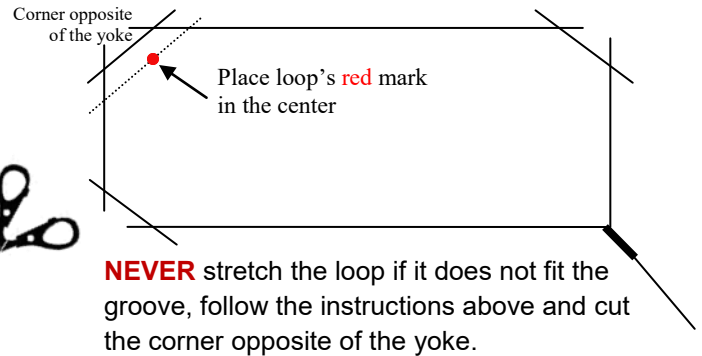 Corner opposite
of the yoke
Place loop's red mark
in the center
NEVER stretch the loop if it does not fit the
groove, follow the instructions above and cut
the corner opposite of the yoke.